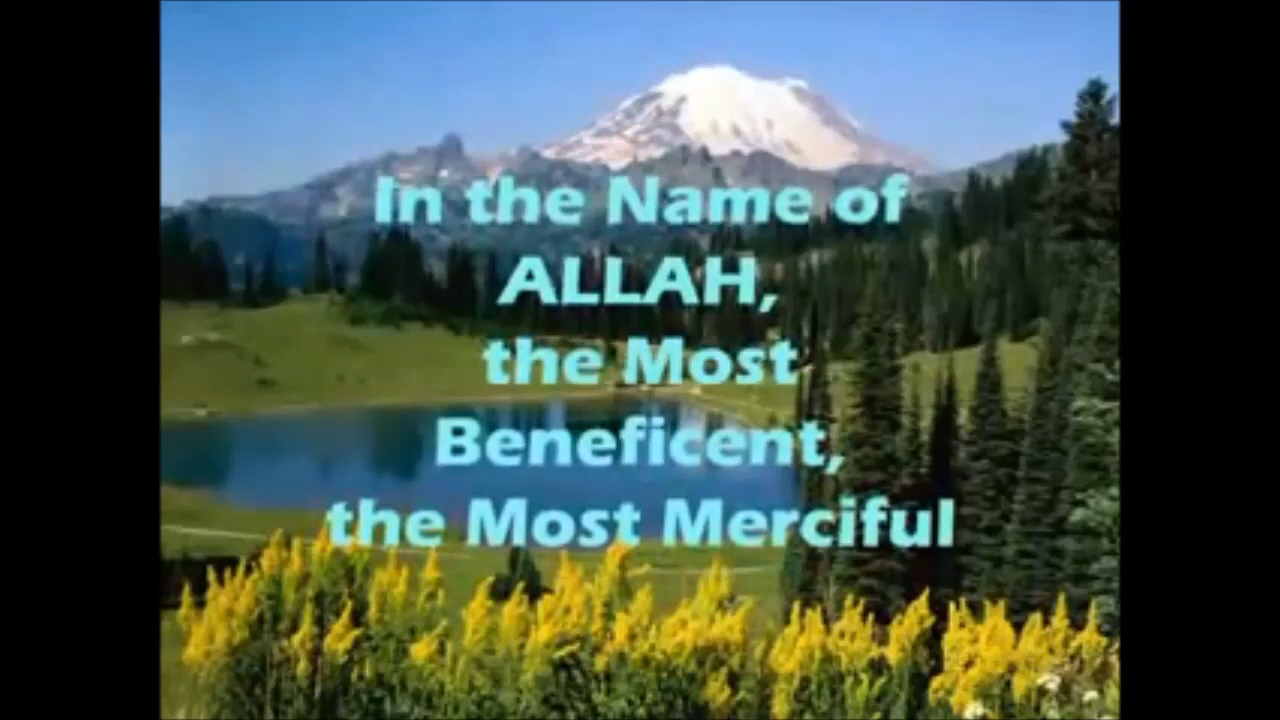 In the Name of
ALLAH,
the Most
Beneficent,
the Most Merciful